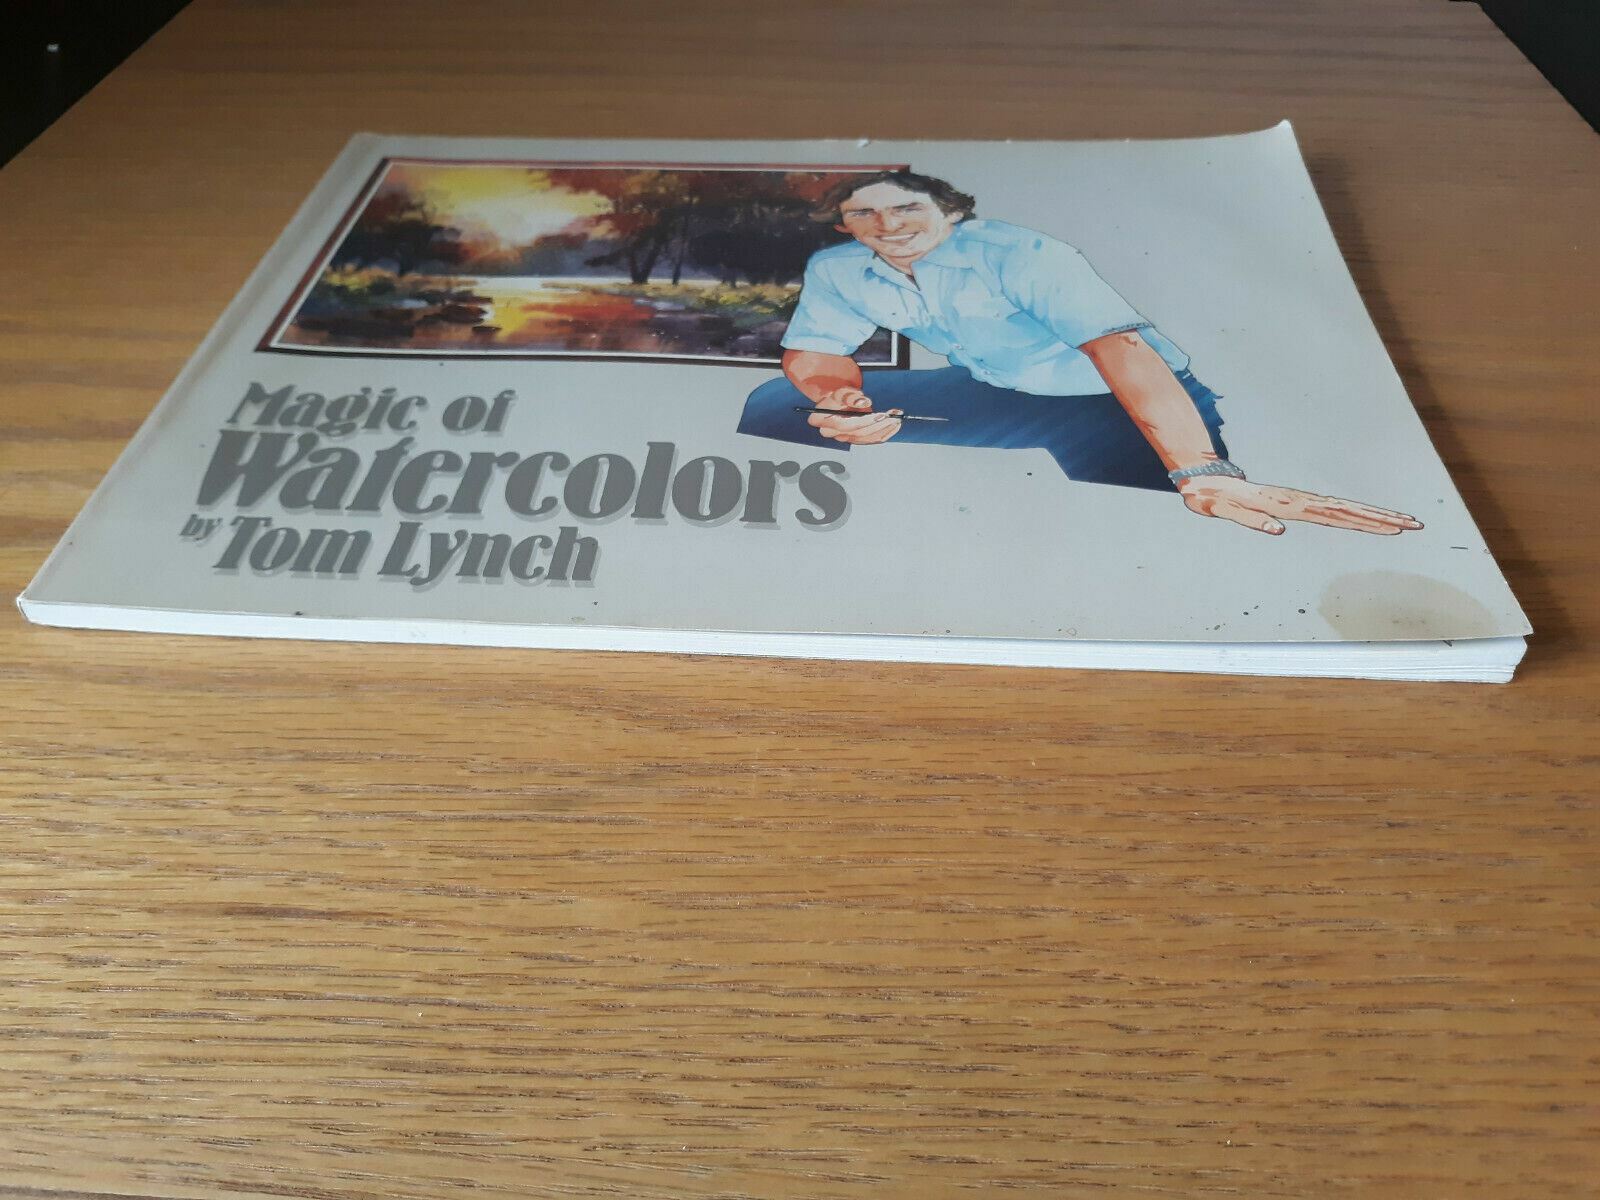 Magic of
Watercolors
by Tom Lynch